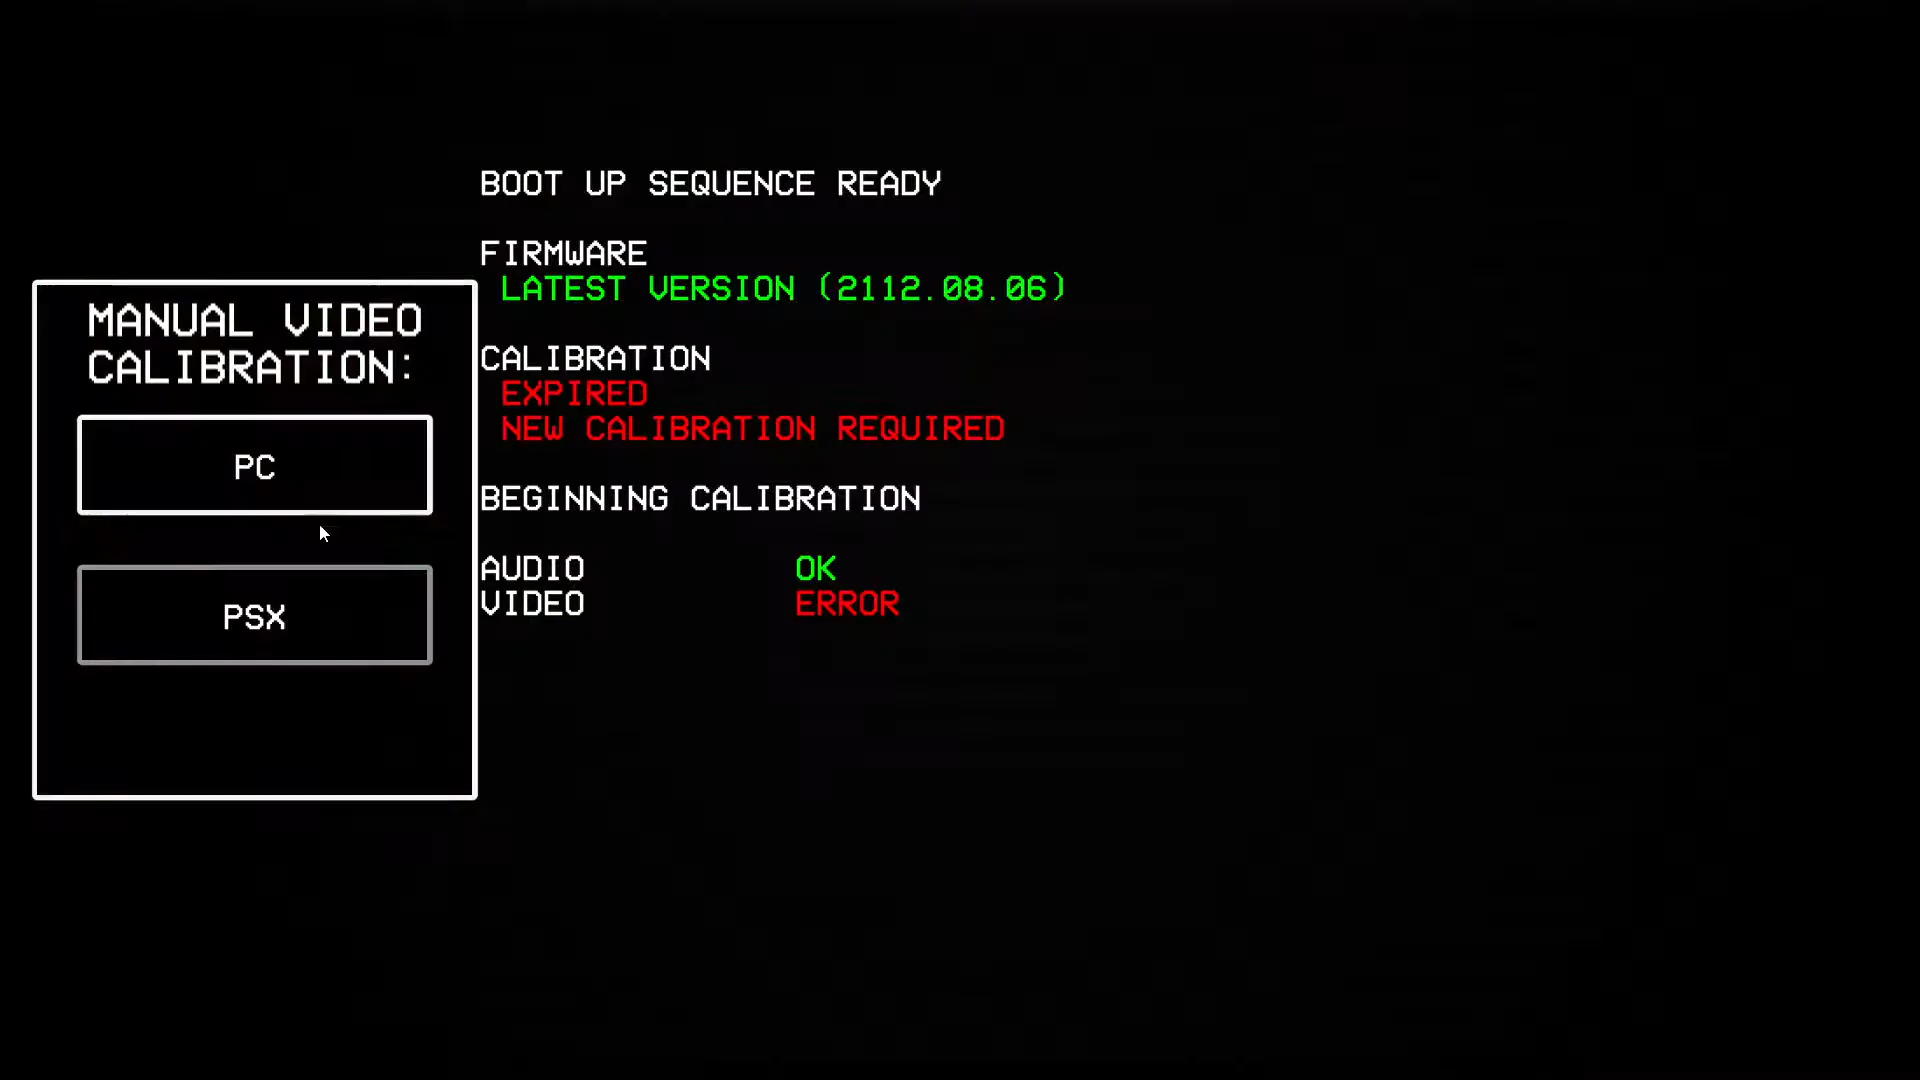 BOOT UP SEQUENCE READY
FIRMWARE
LATEST VERSION (2112.08.06)
MANUAL VIDEO
CALIBRATION:
PC
PSX
CALIBRATION
EXPIRED
NEW CALIBRATION REQUIRED
BEGINNING CALIBRATION
AUDIO OK
VIDEO ERROR